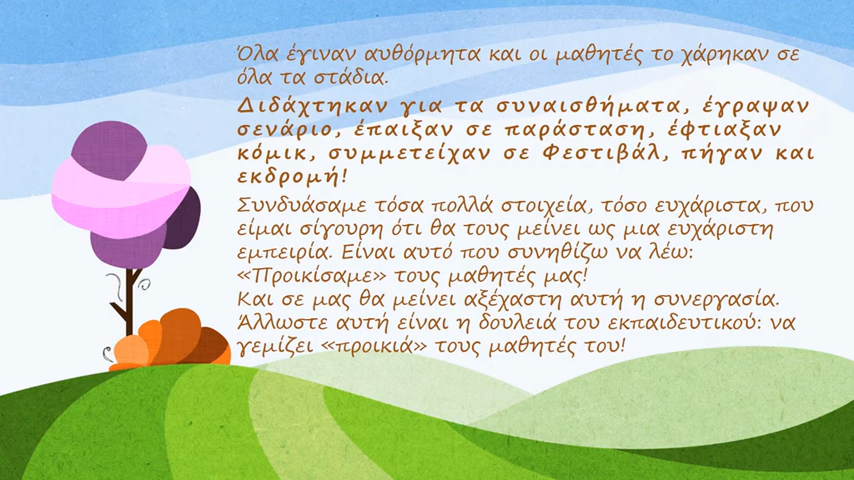 Όλα έγιναν αυθόρμητα και οι μαθητές το χάρηκαν σε
όλα τα στάδια.
Διδάχτηκαν για τα συναισθήματα, έγραψαν
σενάριο, έπαιξαν σε παράσταση, έφτιαξαν
κόμικ, συμμετείχαν σε Φεστιβάλ, πήγαν και
εκδρομή!
Συνδυάσαμε τόσα πολλά στοιχεία, τόσο ευχάριστα, που
είμαι σίγουρη ότι θα τους μείνει ως μια ευχάριστη
εμπειρία. Είναι αυτό που συνηθίζω να λέω:
«Προικίσαμε» τους μαθητές μας!
Και σε μας θα μείνει αξέχαστη αυτή η συνεργασία.
Άλλωστε αυτή είναι η δουλειά του εκπαιδευτικού: να
γεμίζει «προικιά» τους μαθητές του!